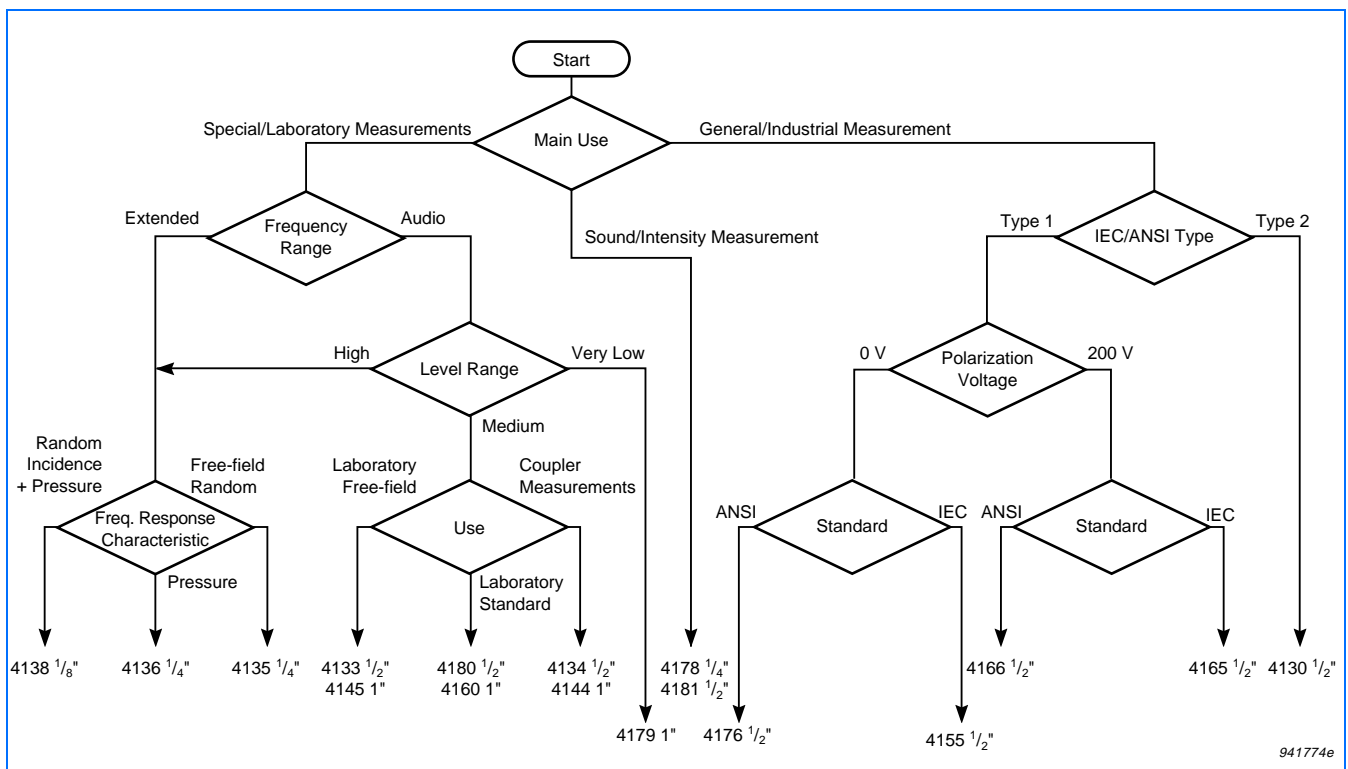 Start
Main Use
Special/Laboratory Measurements
General/Industrial Measurement
Sound/Intensity Measurement
Extended
Frequency
Range
Audio
Type 1
IEC/ANSI Type
Type 2
High
Level Range
Very Low
Medium
0 V
Polarization
Voltage
200 V
Random
Incidence
+ Pressure
Free-field
Random
Freq. Response
Characteristic
Pressure
Laboratory
Free-field
Coupler
Measurements
Use
Laboratory
Standard
ANSI
Standard
IEC
ANSI
Standard
IEC
4138 1/8"
4136 1/4"
4135 1/4"
4133 1/2"
4145 1"
4180 1/2"
4160 1"
4134 1/2"
4144 1"
4178 1/4"
4181 1/2"
4166 1/2"
4165 1/2"
4130 1/2"
4179 1"
4176 1/2"
4155 1/2"
941774e